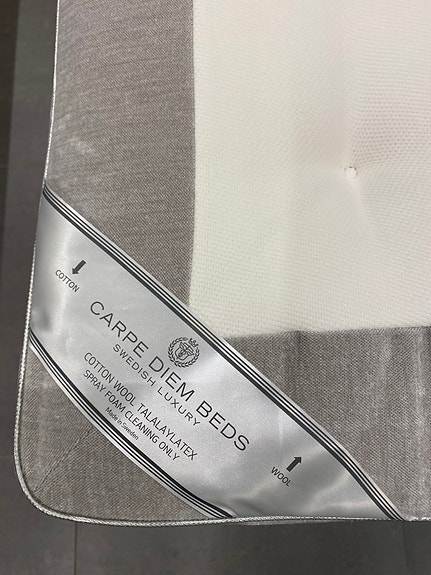 COTTON
CARPE DIEM BEDS
SWEDISH LUXURY
COTTON WOOL TALALAYLATEX
SPRAY FOAM CLEANING ONLY
Made in Sweden
WOOL